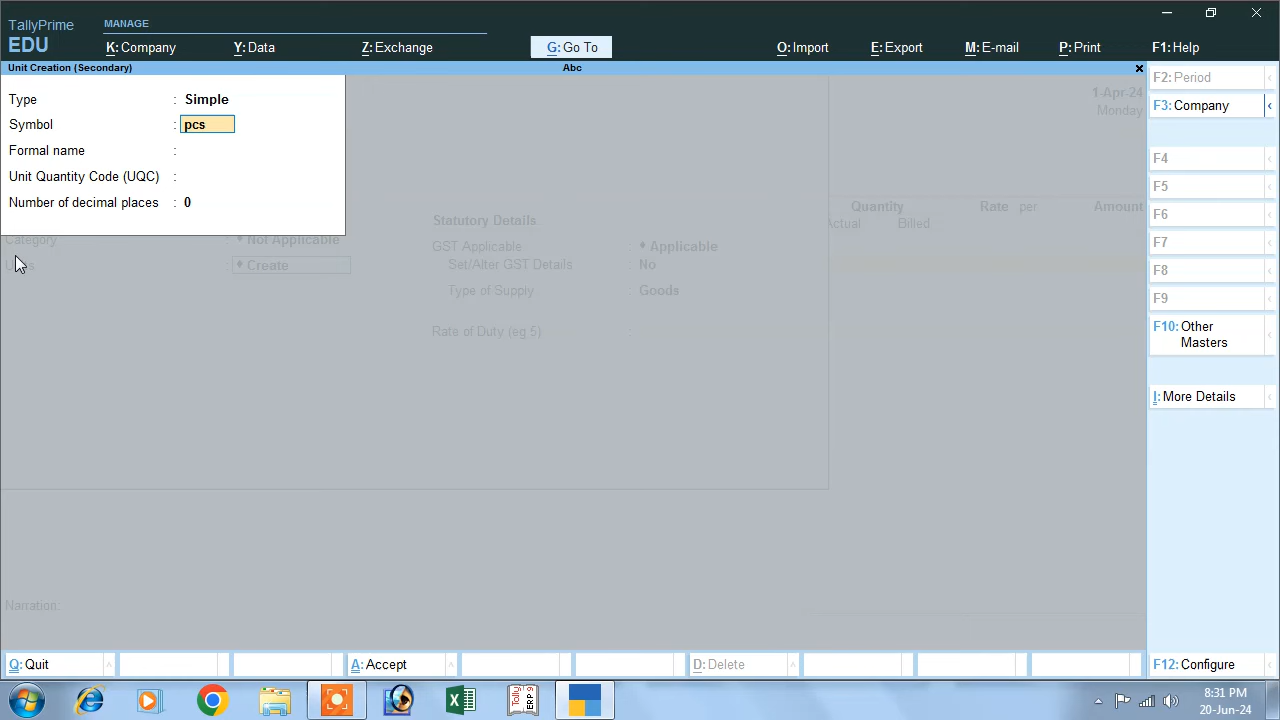 TallyPrime
EDU
MANAGE
K: Company
Y: Data
Z: Exchange
G: Go To
O: Import
E: Export
M: E-mail
P: Print
F1: Help
Unit Creation (Secondary)
Abc
F2: Period
Type : Simple
1-Apr-24
Monday
F3: Company
Symbol : pcs
Formal name :
F4
Unit Quantity Code (UQC) :
F5
Number of decimal places : 0
Quantity
Rate per
Amount
F6
Statutory Details
Actual
Billed
Category : ♦ Not Applicable
GST Applicable : ♦ Applicable
F7
Units : ♦ Create
Set/Alter GST Details : No
F8
Type of Supply : Goods
F9
Rate of Duty (eg 5) :
F10: Other
Masters
I: More Details
Narration:
Q: Quit
A: Accept
D: Delete
F12: Configure
Tally
ERP 9
8:31 PM
20-Jun-24